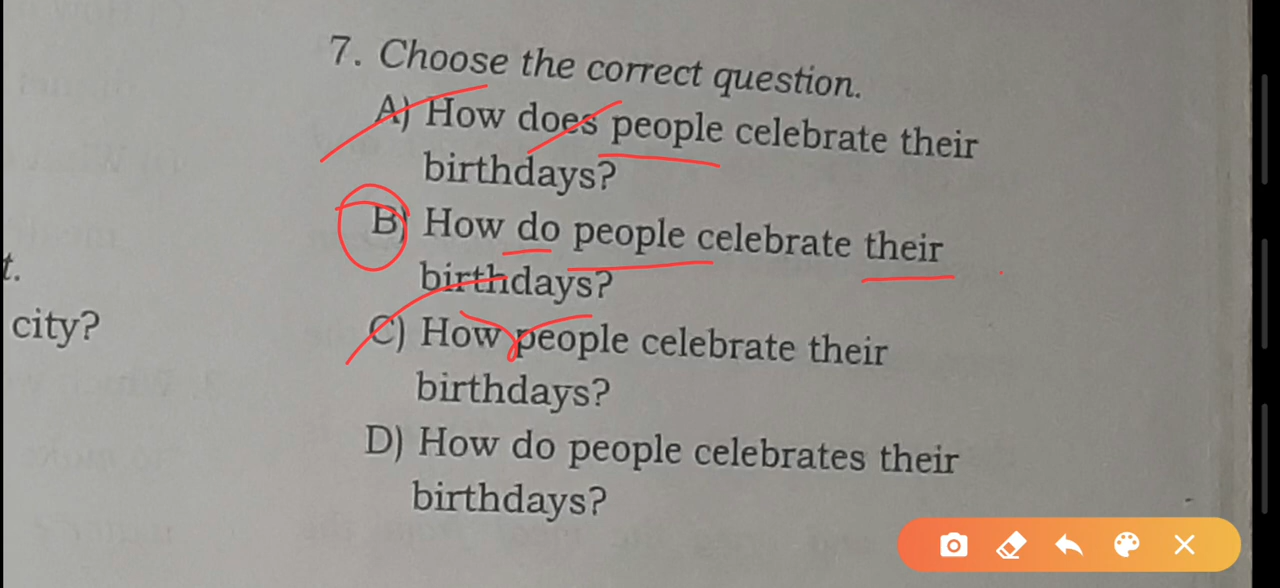 7. Choose the correct question.
A) How does people celebrate their
birthdays?
B) How do people celebrate their
birthdays?
t.
city?
C) How people celebrate their
birthdays?
D) How do people celebrates their
birthdays?